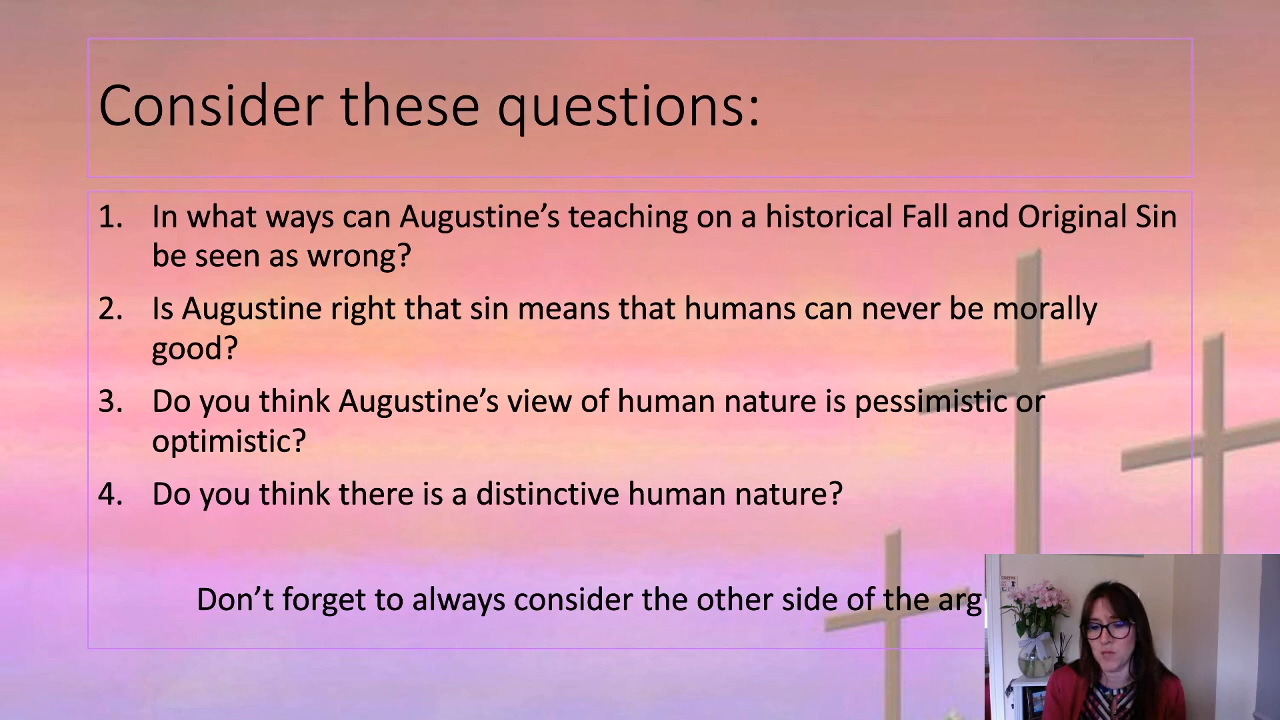 Consider these questions:
1. In what ways can Augustine’s teaching on a historical Fall and Original Sin
be seen as wrong?
2. Is Augustine right that sin means that humans can never be morally
good?
3. Do you think Augustine’s view of human nature is pessimistic or
optimistic?
4. Do you think there is a distinctive human nature?
Don’t forget to always consider the other side of the arg